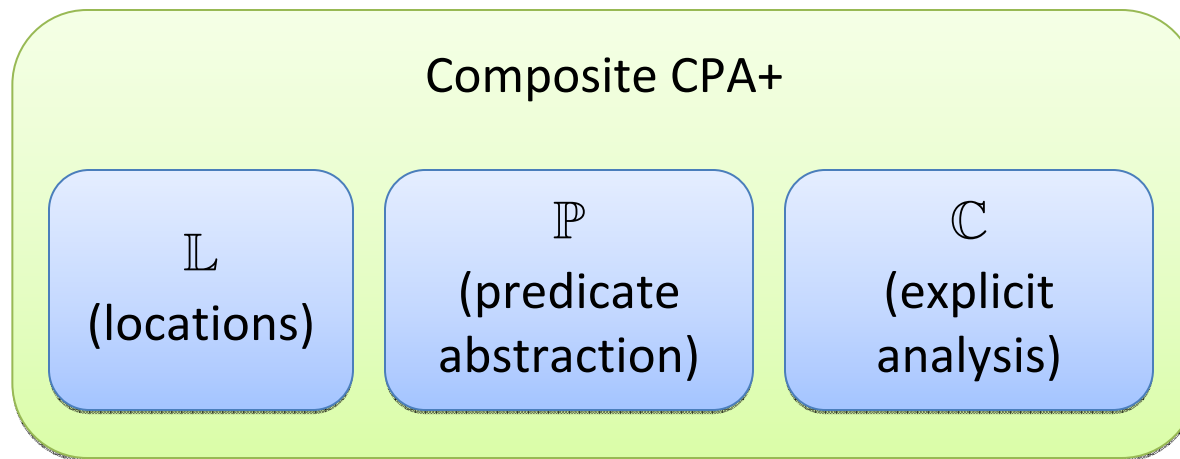 Composite CPA+
𝕃
(locations)
ℙ
(predicate
abstraction)
ℂ
(explicit
analysis)